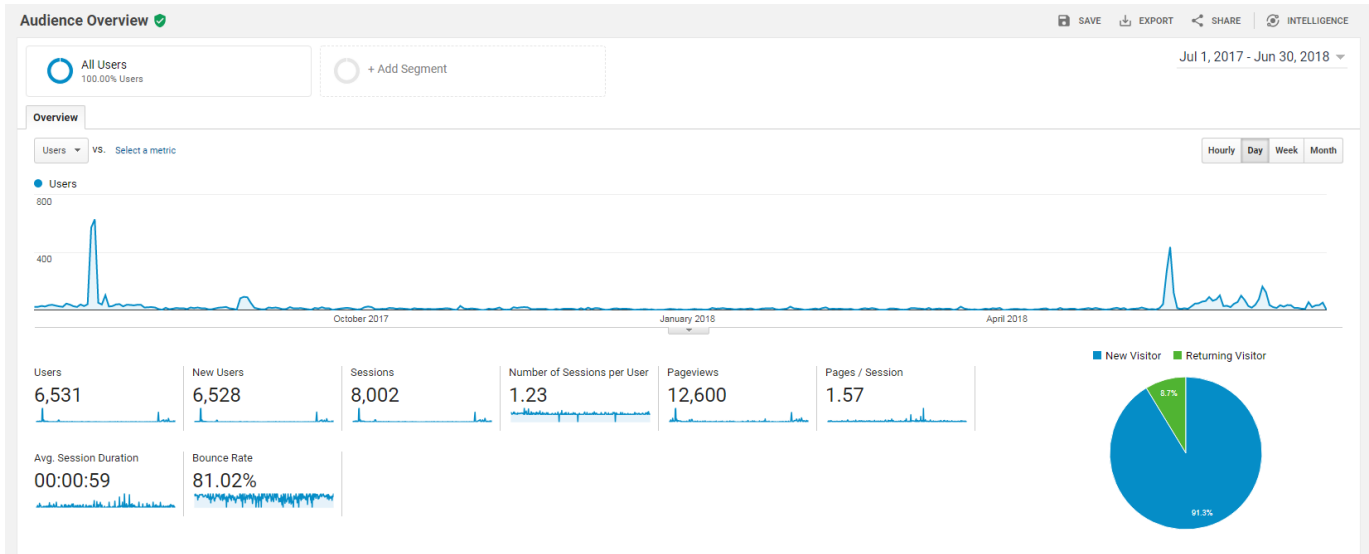 Audience Overview
SAVE EXPORT SHARE INTELLIGENCE
All Users
100.00% Users
+ Add Segment
Jul 1, 2017 - Jun 30, 2018
Overview
Users VS. Select a metric
Hourly Day Week Month
Users
800
400
October 2017 January 2018 April 2018
New Visitor Returning Visitor
Users New Users Sessions Number of Sessions per User Pageviews Pages / Session
6,531 6,528 8,002 1.23 12,600 1.57
8.7%
Avg. Session Duration Bounce Rate
00:00:59 81.02%
91.3%